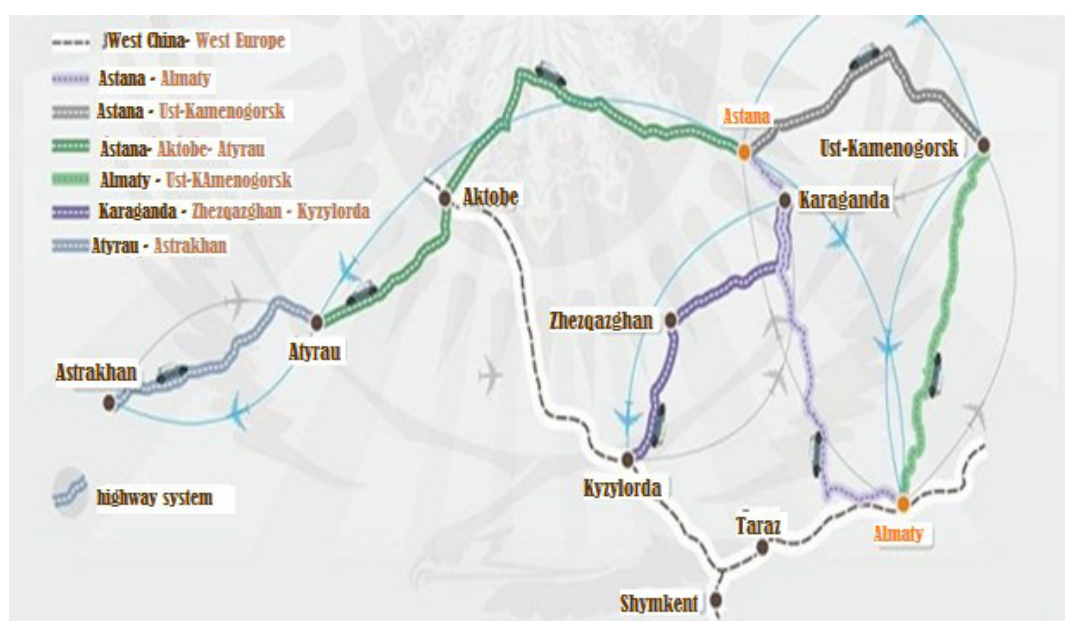 West China- West Europe
Astana - Almaty
Astana - Ust-Kamenogorsk
Astana- Aktobe- Atyrau
Almaty - Ust-KAmenogorsk
Karaganda - Zhezqazghan - Kyzylorda
Atyrau - Astrakhan
Astana
Ust-Kamenogorsk
Aktobe
Karaganda
Zhezqazghan
Atyrau
Astrakhan
Kyzylorda
highway system
Taraz
Almaty
Shymkent